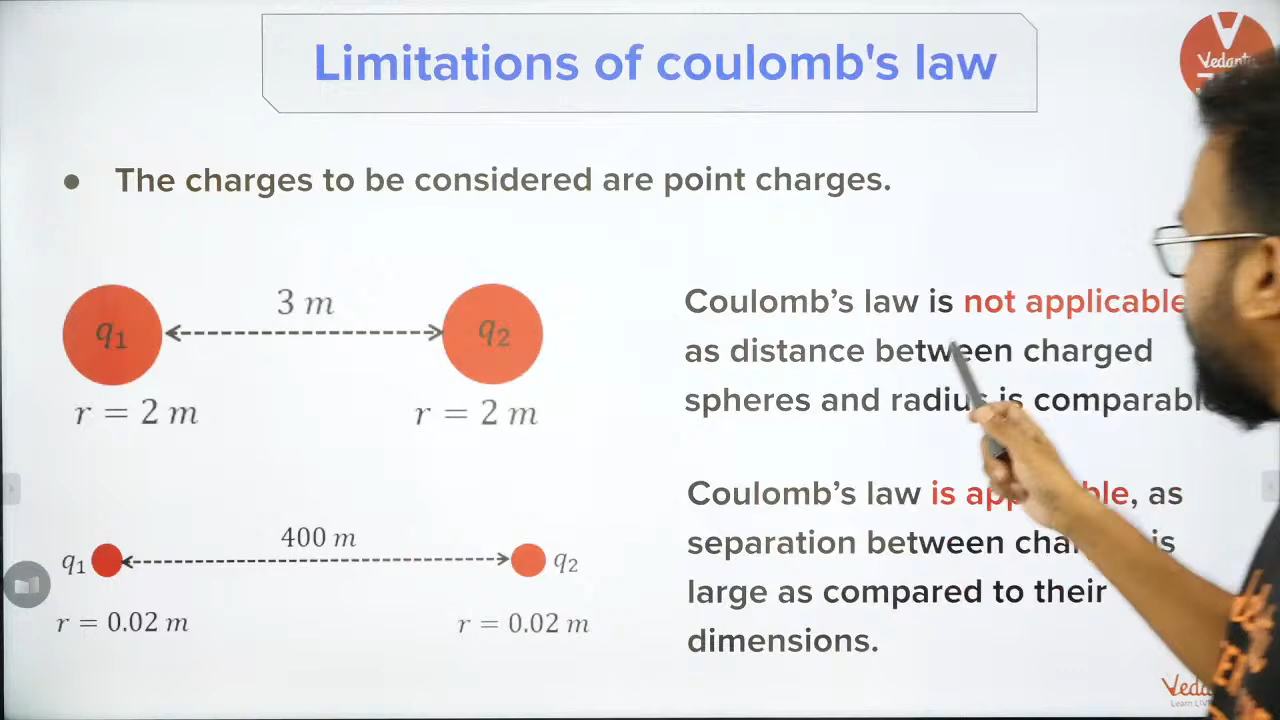 Limitations of coulomb's law
Vedantu
● The charges to be considered are point charges.
3 m
q₁
q₂
r = 2 m
r = 2 m
Coulomb's law is not applicable
as distance between charged
spheres and radius is
400 m
q₁
q₂
r = 0.02 m
r = 0.02 m
Coulomb's law is applicable, as
separation between is
large as compared to their
dimensions.